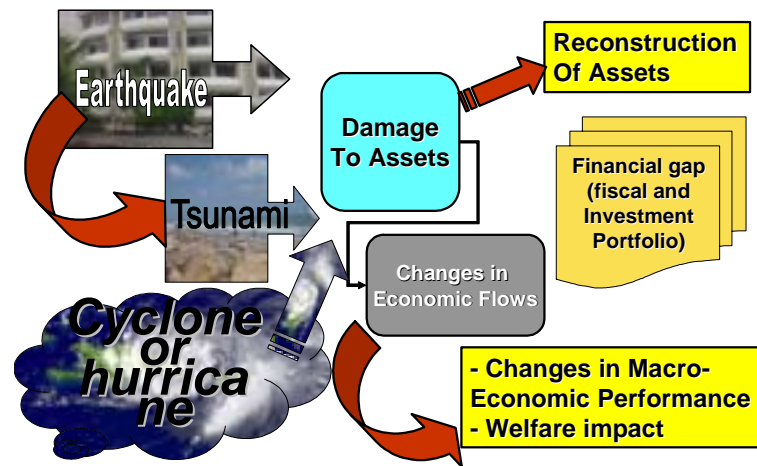 Earthquake
Reconstruction
Of Assets
Damage
To Assets
Financial gap
(fiscal and
Investment
Portfolio)
Tsunami
Changes in
Economic Flows
Cyclone
or
hurrica
ne
- Changes in Macro-
Economic Performance
- Welfare impact